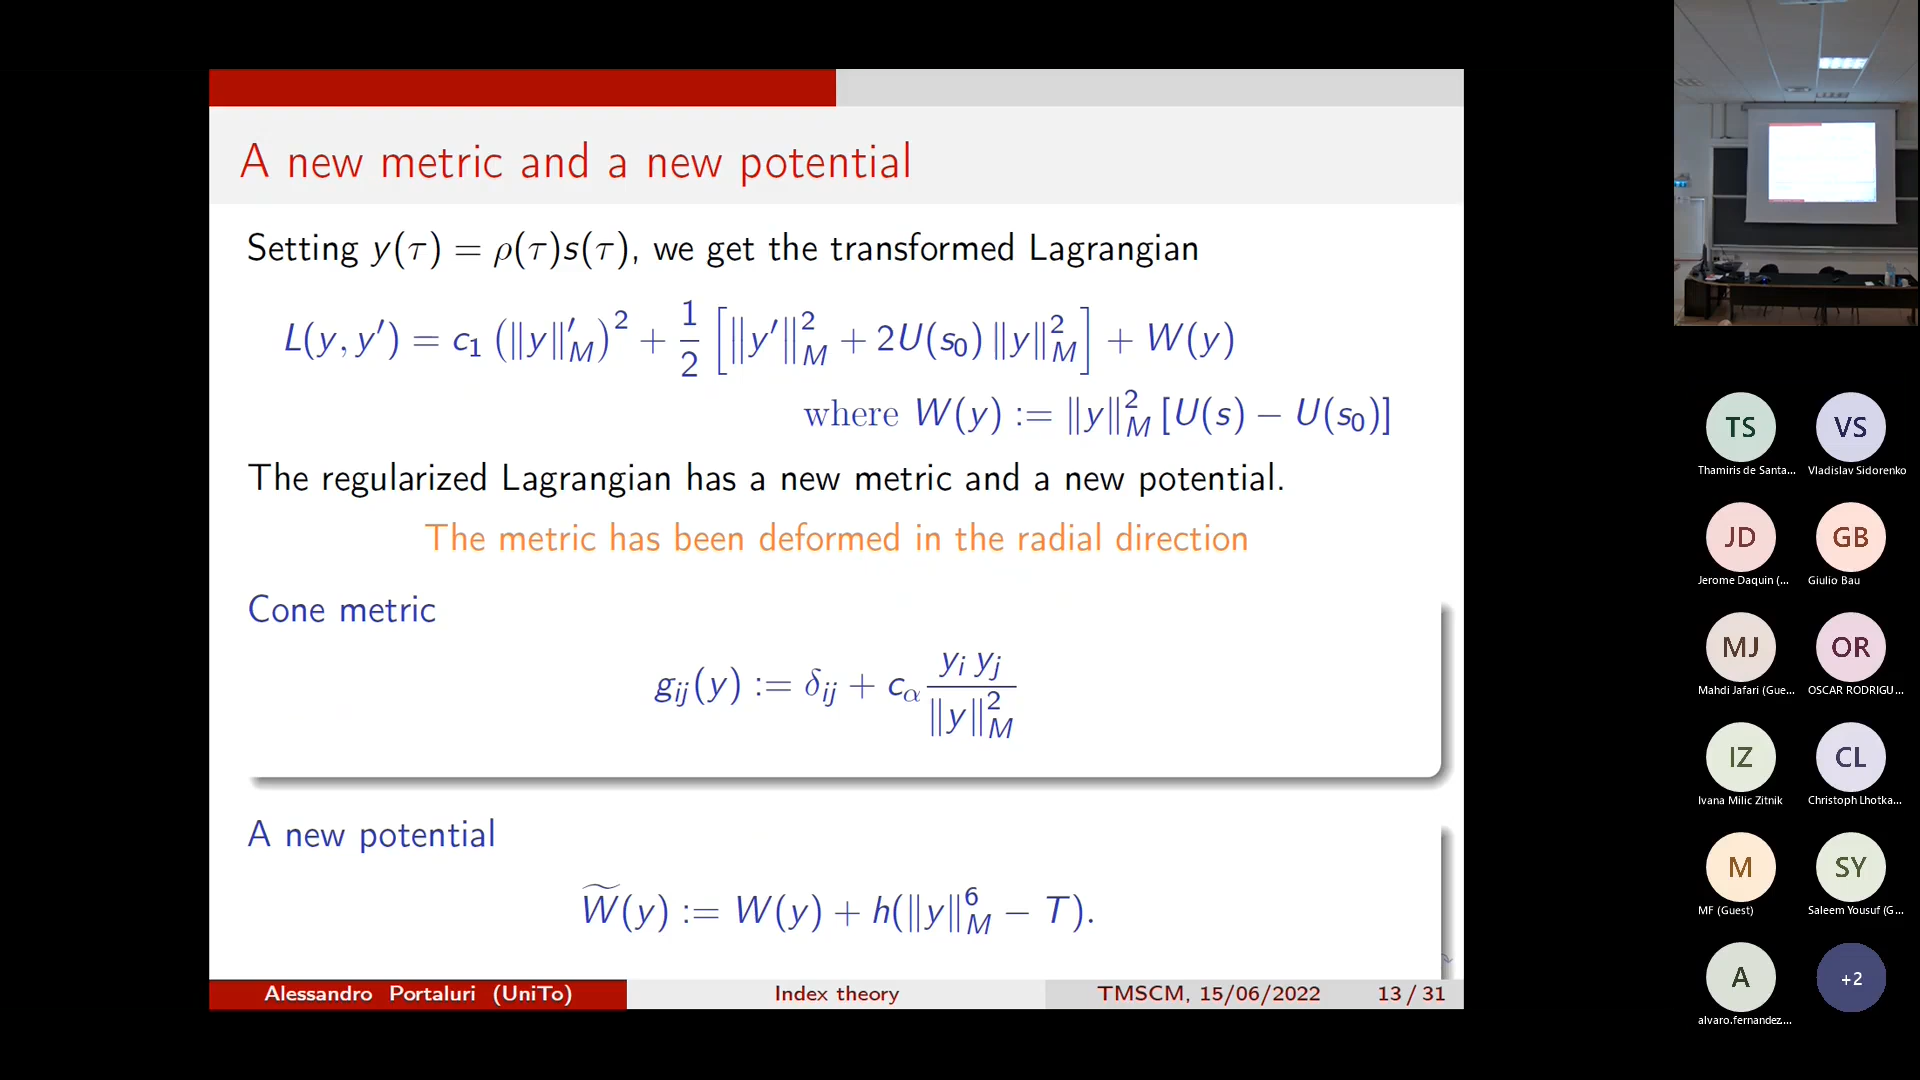 A new metric and a new potential
Setting y(τ) = ρ(τ)s(τ), we get the transformed Lagrangian
L(y, y′) = c₁ (‖y‖′_M)² + 1/2 [‖y′‖²_M + 2U(s₀) ‖y‖²_M] + W(y)
where W(y) := ‖y‖²_M [U(s) − U(s₀)]
The regularized Lagrangian has a new metric and a new potential.
The metric has been deformed in the radial direction
Cone metric
g_ij(y) := δ_ij + c_α y_i y_j / ‖y‖²_M
A new potential
W̃(y) := W(y) + h(‖y‖⁶_M − T).
Alessandro Portaluri (UniTo) Index theory TMSCM, 15/06/2022 13 / 31
TS VS
Thamiris de Santa... Vladislav Sidorenko
JD GB
Jerome Daquin (... Giulio Bau
MJ OR
Mahdi Jafari (Gue... OSCAR RODRIGU...
IZ CL
Ivana Milic Zitnik Christoph Lhotka...
M SY
MF (Guest) Saleem Yousuf (G...
A +2
alvaro.fernandez...